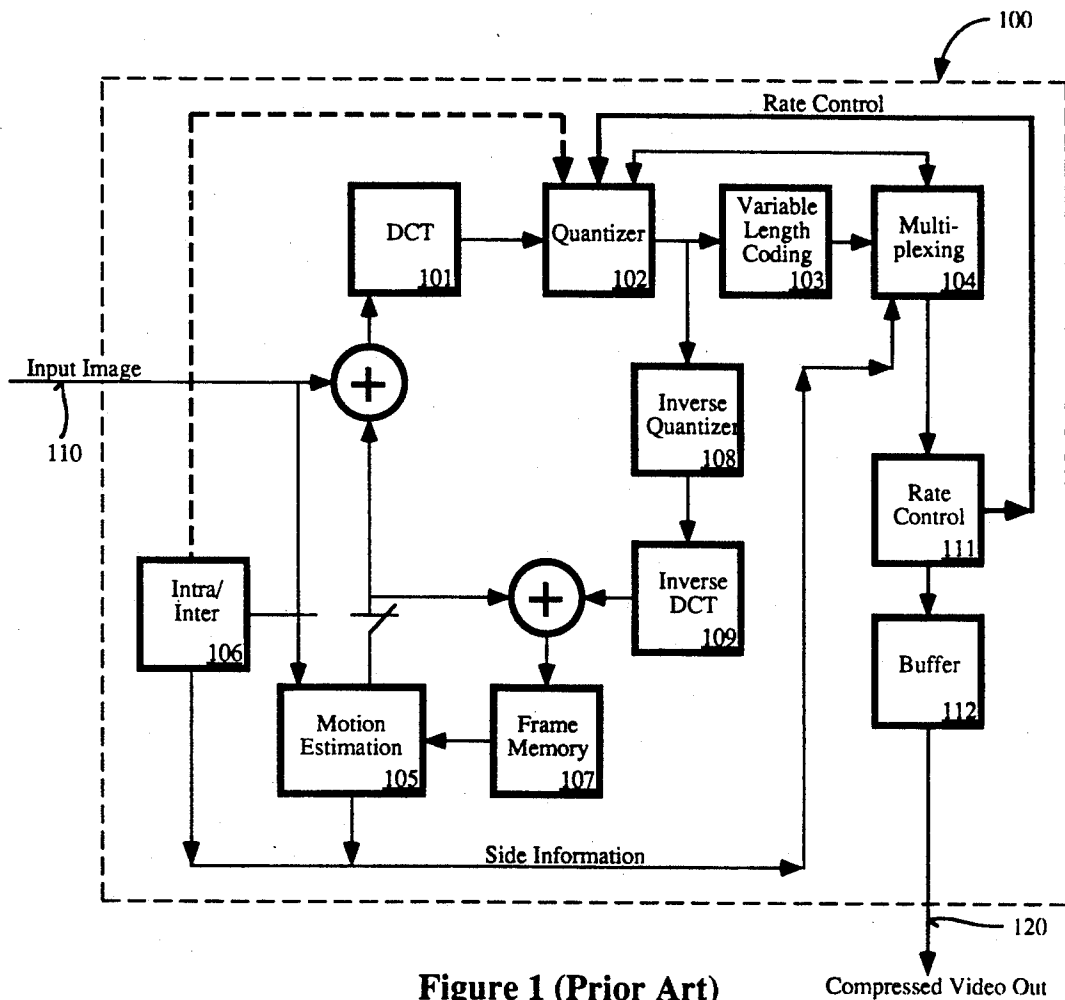 100
Rate Control
DCT
101
Quantizer
102
Variable
Length
Coding
103
Multi-
plexing
104
Input Image
110
+
Inverse
Quantizer
108
Rate
Control
111
Intra/
Inter
106
+
Inverse
DCT
109
Buffer
112
Motion
Estimation
105
Frame
Memory
107
Side Information
120
Figure 1 (Prior Art)
Compressed Video Out